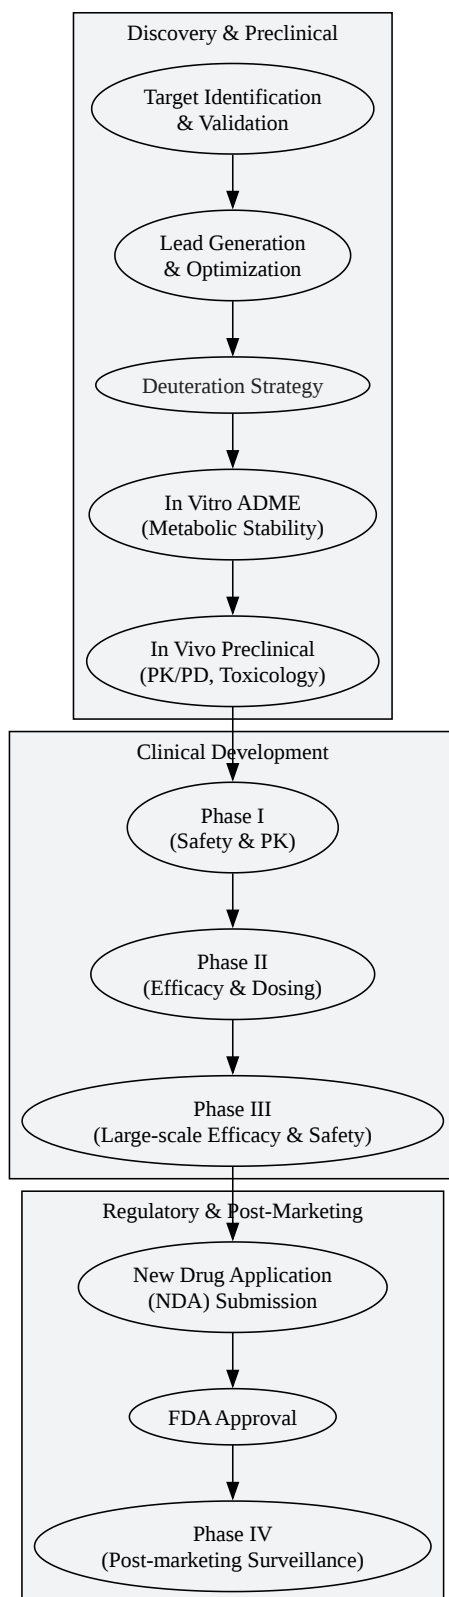 Discovery & Preclinical
Target Identification
& Validation
Lead Generation
& Optimization
Deuteration Strategy
In Vitro ADME
(Metabolic Stability)
In Vivo Preclinical
(PK/PD, Toxicology)
Clinical Development
Phase I
(Safety & PK)
Phase II
(Efficacy & Dosing)
Phase III
(Large-scale Efficacy & Safety)
Regulatory & Post-Marketing
New Drug Application
(NDA) Submission
FDA Approval
Phase IV
(Post-marketing Surveillance)